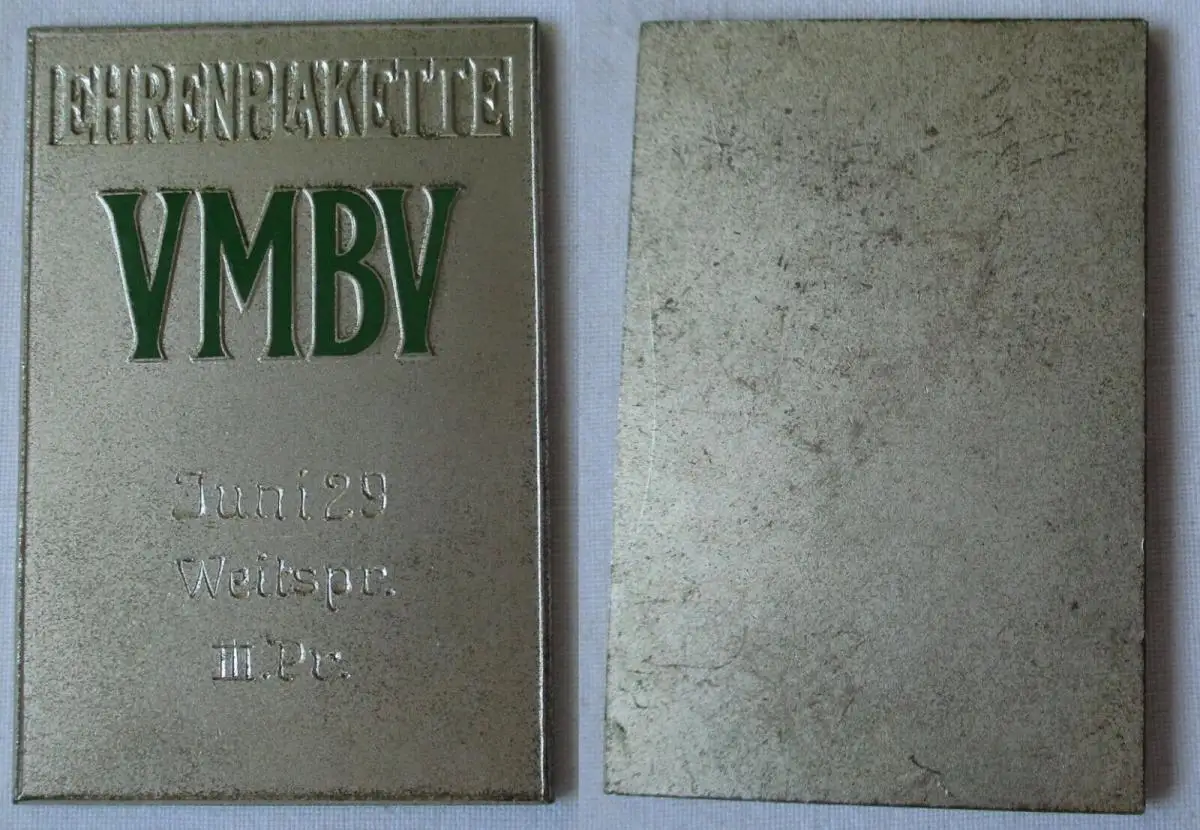 EHRENPLAKETTE
VMBV
Juni 29
Weitspr.
III. Pr.